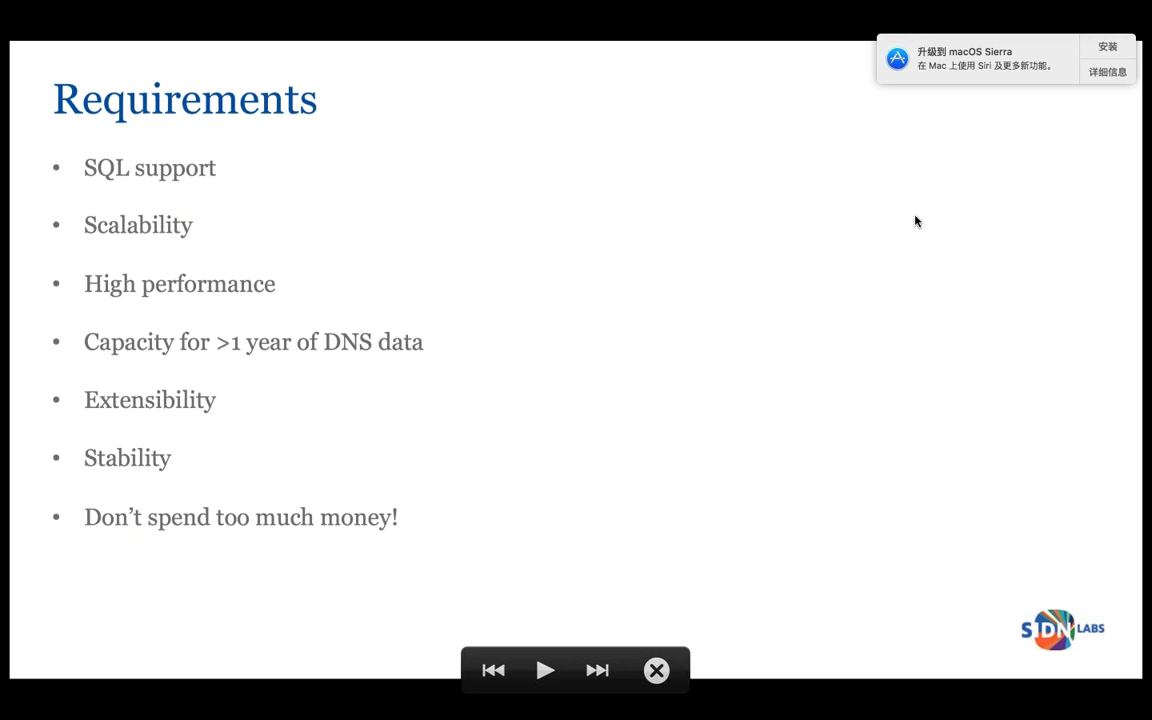 升级到 macOS Sierra
在 Mac 上使用 Siri 及更多新功能。
安装
详细信息
Requirements
• SQL support
• Scalability
• High performance
• Capacity for >1 year of DNS data
• Extensibility
• Stability
• Don’t spend too much money!
SIDN LABS